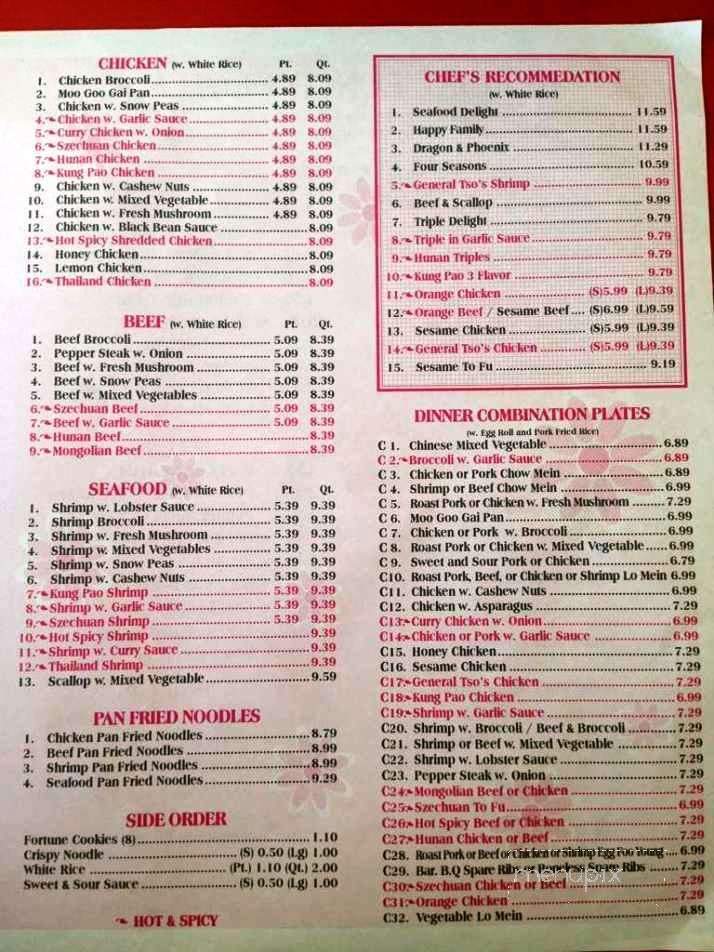 CHICKEN (w. White Rice) Pt. Qt.
1. Chicken Broccoli 4.89 8.09
2. Moo Goo Gai Pan 4.89 8.09
3. Chicken w. Snow Peas 4.89 8.09
4. Chicken w. Garlic Sauce 4.89 8.09
5. Curry Chicken w. Onion 4.89 8.09
6. Szechuan Chicken 4.89 8.09
7. Hunan Chicken 4.89 8.09
8. Kung Pao Chicken 4.89 8.09
9. Chicken w. Cashew Nuts 4.89 8.09
10. Chicken w. Mixed Vegetable 4.89 8.09
11. Chicken w. Fresh Mushroom 4.89 8.09
12. Chicken w. Black Bean Sauce 8.09
13. Hot Spicy Shredded Chicken 8.09
14. Honey Chicken 8.09
15. Lemon Chicken 8.09
16. Thailand Chicken 8.09
BEEF (w. White Rice) Pt. Qt.
1. Beef Broccoli 5.09 8.39
2. Pepper Steak w. Onion 5.09 8.39
3. Beef w. Fresh Mushroom 5.09 8.39
4. Beef w. Snow Peas 5.09 8.39
5. Beef w. Mixed Vegetables 5.09 8.39
6. Szechuan Beef 5.09 8.39
7. Beef w. Garlic Sauce 5.09 8.39
8. Hunan Beef 8.39
9. Mongolian Beef 8.39
SEAFOOD (w. White Rice) Pt. Qt.
1. Shrimp w. Lobster Sauce 5.39 9.39
2. Shrimp Broccoli 5.39 9.39
3. Shrimp w. Fresh Mushroom 5.39 9.39
4. Shrimp w. Mixed Vegetables 5.39 9.39
5. Shrimp w. Snow Peas 5.39 9.39
6. Shrimp w. Cashew Nuts 5.39 9.39
7. Kung Pao Shrimp 5.39 9.39
8. Shrimp w. Garlic Sauce 5.39 9.39
9. Szechuan Shrimp 5.39 9.39
10. Hot Spicy Shrimp 9.39
11. Shrimp w. Curry Sauce 9.39
12. Thailand Shrimp 9.39
13. Scallop w. Mixed Vegetable 9.59
PAN FRIED NOODLES
1. Chicken Pan Fried Noodles 8.79
2. Beef Pan Fried Noodles 8.99
3. Shrimp Pan Fried Noodles 8.99
4. Seafood Pan Fried Noodles 9.29
SIDE ORDER
Fortune Cookies (8) 1.10
Crispy Noodle (S) 0.50 (Lg) 1.00
White Rice (Pt.) 1.10 (Qt.) 2.00
Sweet & Sour Sauce (S) 0.50 (Lg) 1.00
HOT & SPICY
CHEF'S RECOMMEDATION
(w. White Rice)
1. Seafood Delight 11.59
2. Happy Family 11.59
3. Dragon & Phoenix 11.29
4. Four Seasons 10.59
5. General Tso's Shrimp 9.99
6. Beef & Scallop 9.99
7. Triple Delight 9.79
8. Triple in Garlic Sauce 9.79
9. Hunan Triples 9.79
10. Kung Pao 3 Flavor 9.79
11. Orange Chicken (S)5.99 (L)9.39
12. Orange Beef / Sesame Beef (S)6.99 (L)9.59
13. Sesame Chicken (S)5.99 (L)9.39
14. General Tso's Chicken (S)5.99 (L)9.39
15. Sesame To Fu 9.19
DINNER COMBINATION PLATES
(w. Egg Roll and Pork Fried Rice)
C 1. Chinese Mixed Vegetable 6.89
C 2. Broccoli w. Garlic Sauce 6.89
C 3. Chicken or Pork Chow Mein 6.89
C 4. Shrimp or Beef Chow Mein 6.99
C 5. Roast Pork or Chicken w. Fresh Mushroom 7.29
C 6. Moo Goo Gai Pan 6.99
C 7. Chicken or Pork w. Broccoli 6.99
C 8. Roast Pork or Chicken w. Mixed Vegetable 6.99
C 9. Sweet and Sour Pork or Chicken 6.79
C10. Roast Pork, Beef, or Chicken or Shrimp Lo Mein 6.99
C11. Chicken w. Cashew Nuts 6.99
C12. Chicken w. Asparagus 7.29
C13. Curry Chicken w. Onion 6.99
C14. Chicken or Pork w. Garlic Sauce 6.99
C15. Honey Chicken 7.29
C16. Sesame Chicken 7.29
C17. General Tso's Chicken 7.29
C18. Kung Pao Chicken 6.99
C19. Shrimp w. Garlic Sauce 7.29
C20. Shrimp w. Broccoli / Beef & Broccoli 7.29
C21. Shrimp or Beef w. Mixed Vegetable 7.29
C22. Shrimp w. Lobster Sauce 7.29
C23. Pepper Steak w. Onion 7.29
C24. Mongolian Beef or Chicken 7.29
C25. Szechuan To Fu 6.99
C26. Hot Spicy Beef or Chicken 7.29
C27. Hunan Chicken or Beef 7.29
C28. Roast Pork or Beef or Chicken or Shrimp Egg Foo Young 6.99
C29. Bar. B.Q Spare Ribs or Boneless Spare Ribs 7.29
C30. Szechuan Chicken or Beef 7.29
C31. Orange Chicken 7.29
C32. Vegetable Lo Mein 6.89
menupix